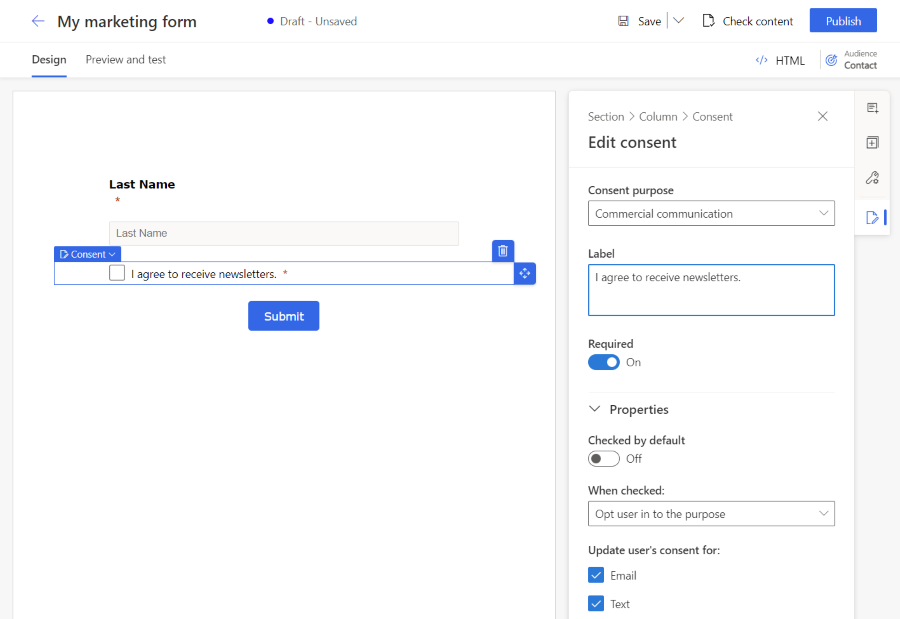 My marketing form
Draft - Unsaved
Save
Check content
Publish
Design
Preview and test
</> HTML
Audience
Contact
Last Name
*
Last Name
Consent
I agree to receive newsletters. *
Submit
Section > Column > Consent
Edit consent
Consent purpose
Commercial communication
Label
I agree to receive newsletters.
Required
On
Properties
Checked by default
Off
When checked:
Opt user in to the purpose
Update user's consent for:
Email
Text